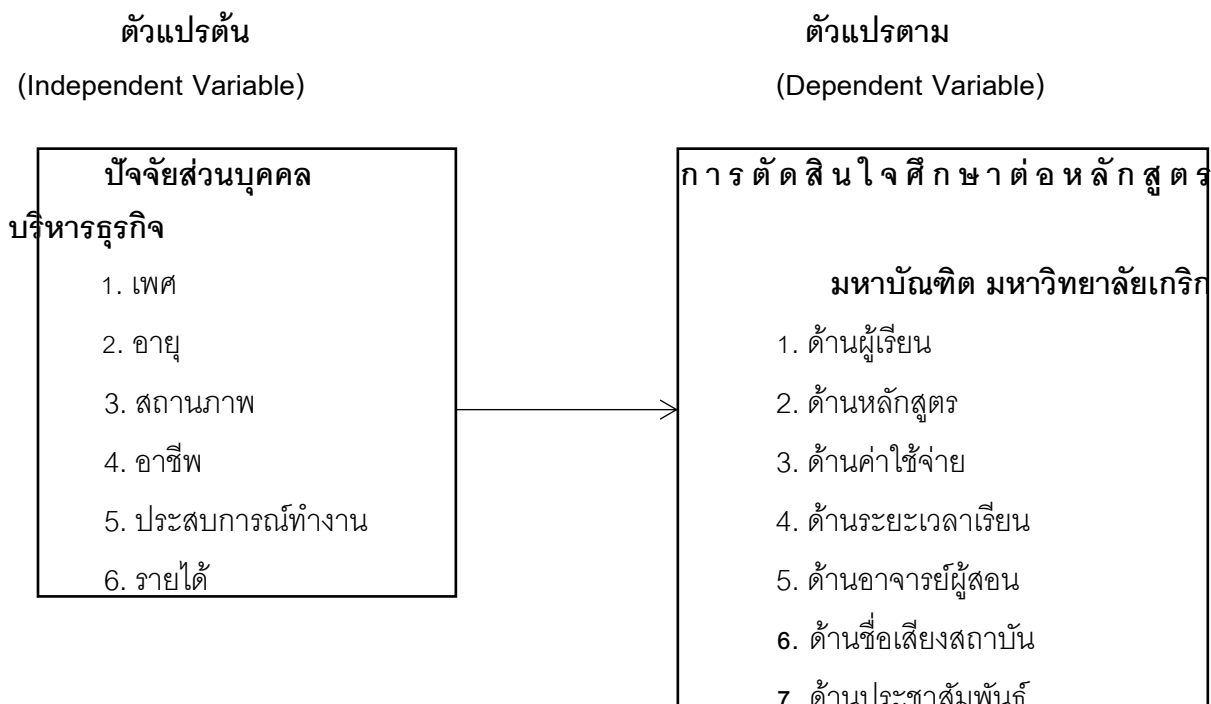 ตัวแปรต้น
(Independent Variable)
ปัจจัยส่วนบุคคล
บริหารธุรกิจ
1. เพศ
2. อายุ
3. สถานภาพ
4. อาชีพ
5. ประสบการณ์ทำงาน
6. รายได้
ตัวแปรตาม
(Dependent Variable)
การตัดสินใจศึกษาต่อหลักสูตร
มหาบัณฑิต มหาวิทยาลัยเกริก
1. ด้านผู้เรียน
2. ด้านหลักสูตร
3. ด้านค่าใช้จ่าย
4. ด้านระยะเวลาเรียน
5. ด้านอาจารย์ผู้สอน
6. ด้านชื่อเสียงสถาบัน
7. ด้านประชาสัมพันธ์